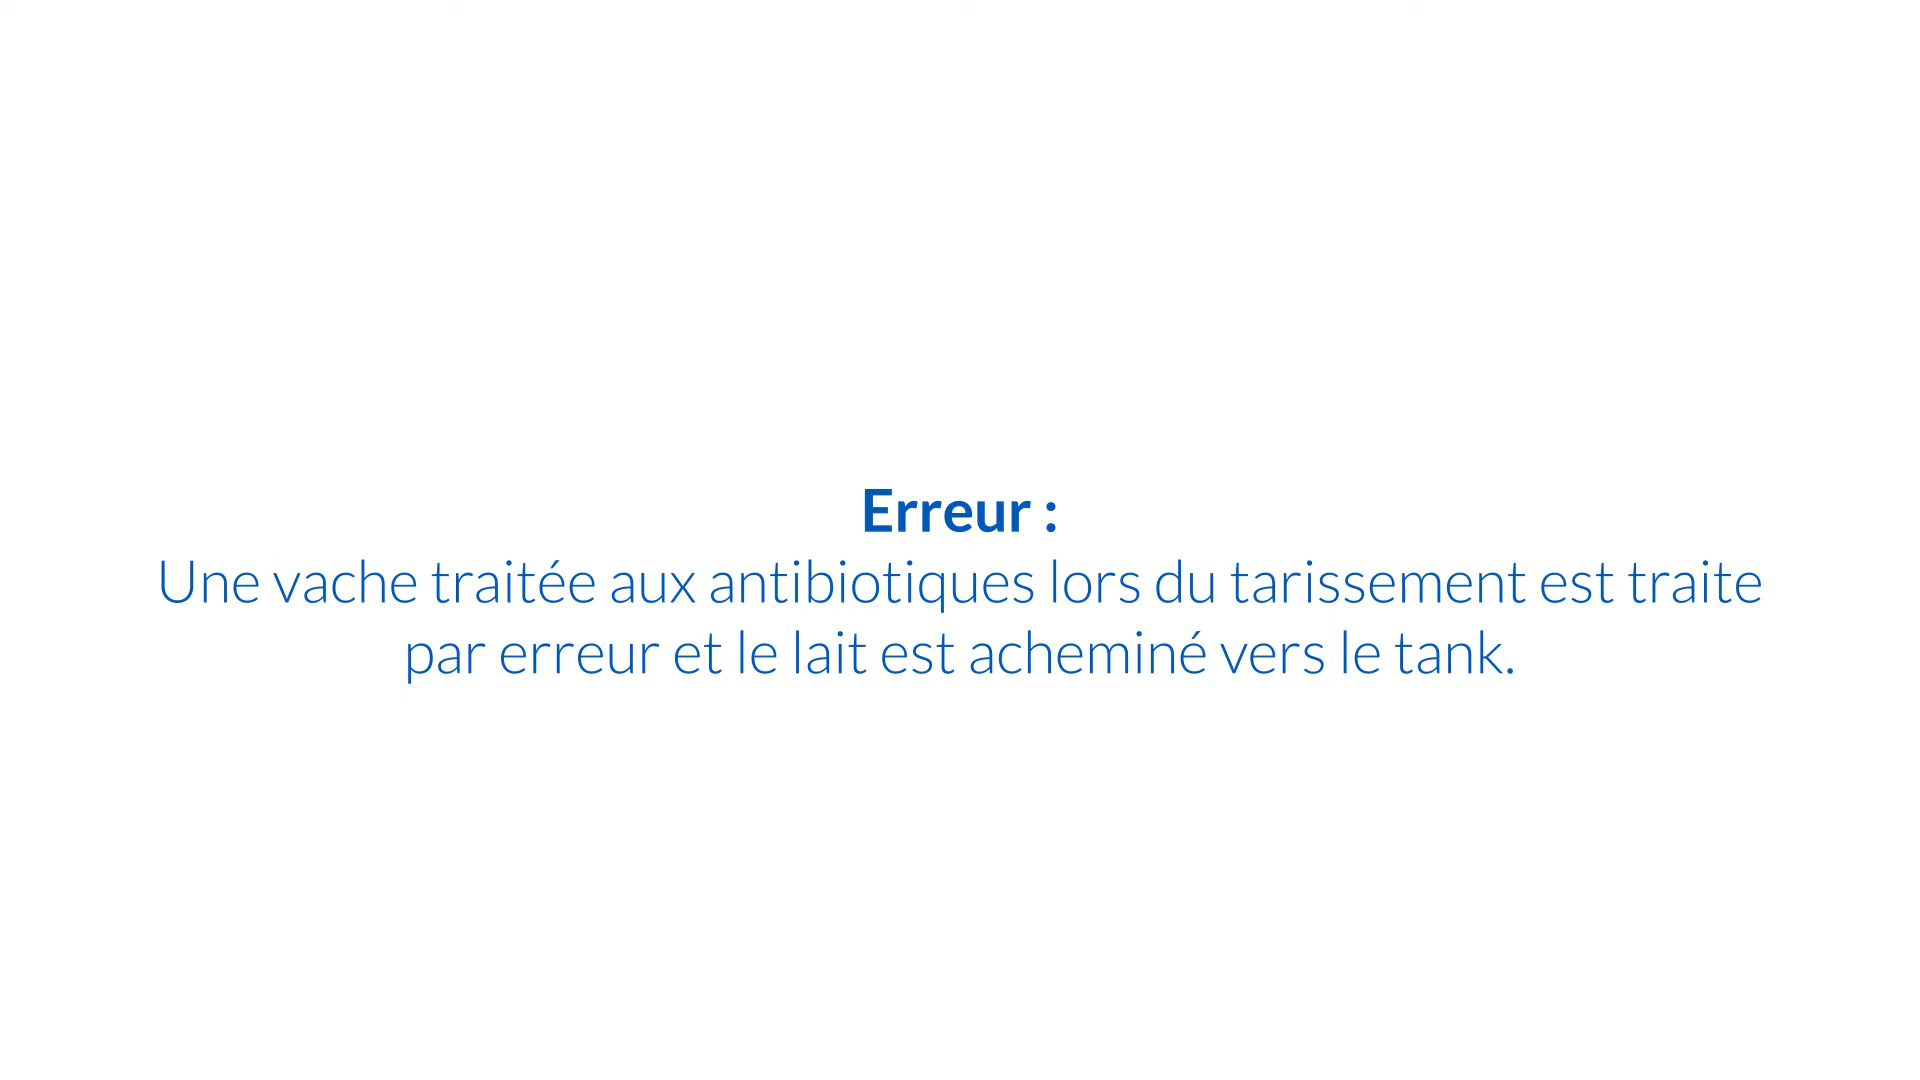 Erreur :
Une vache traitée aux antibiotiques lors du tarissement est traite
par erreur et le lait est acheminé vers le tank.